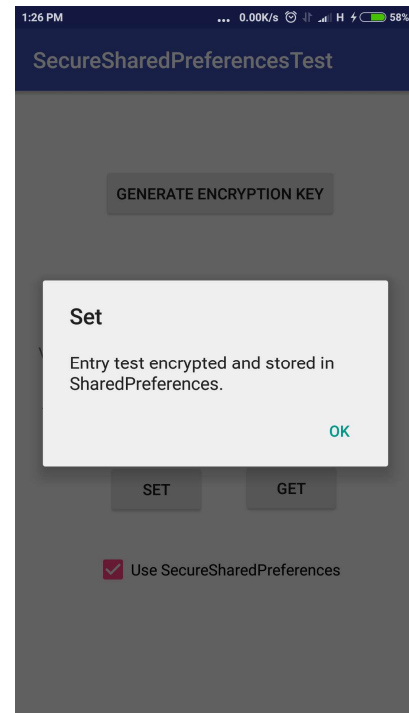 1:26 PM ... 0.00K/s H 58%
SecureSharedPreferencesTest
GENERATE ENCRYPTION KEY
Set
Entry test encrypted and stored in
SharedPreferences.
OK
SET GET
Use SecureSharedPreferences